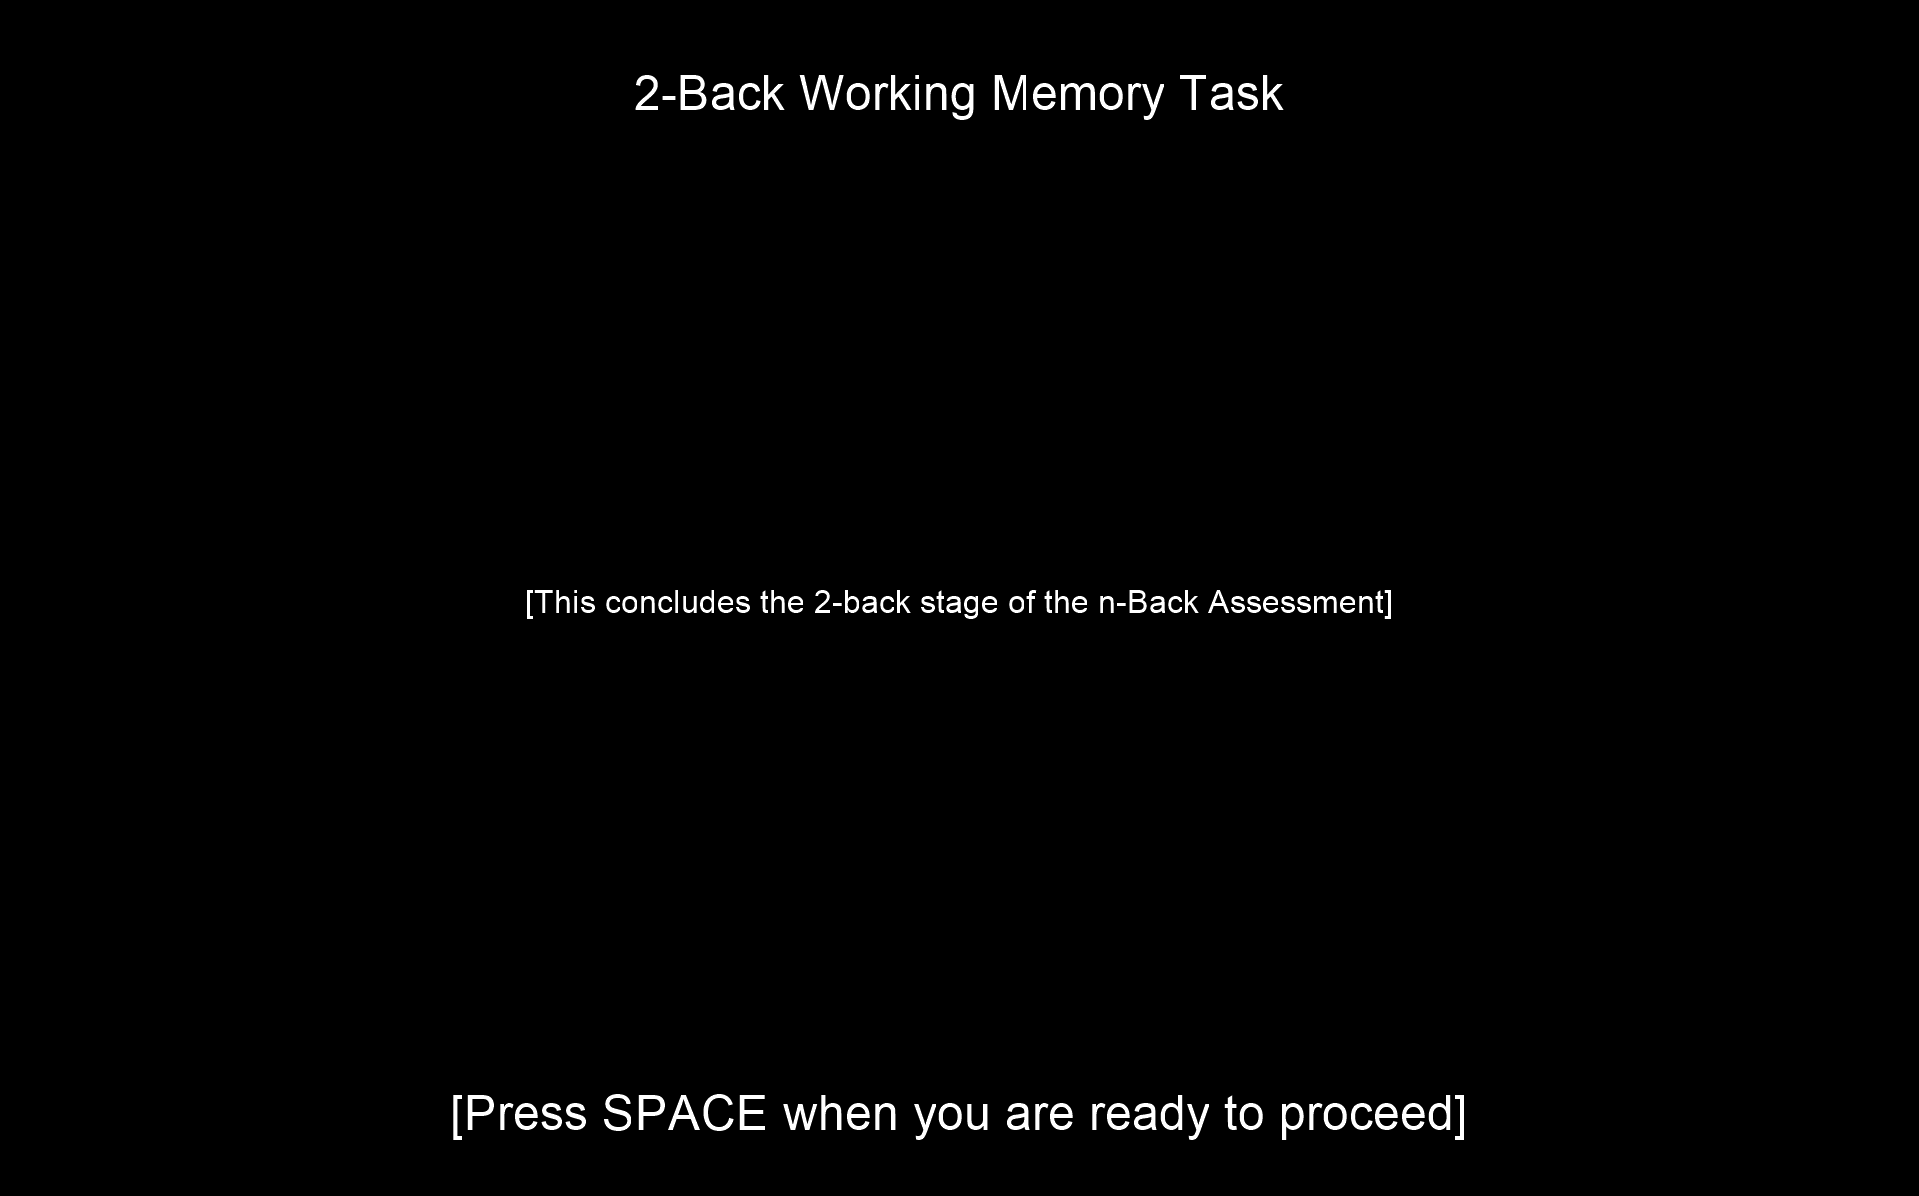 2-Back Working Memory Task
[This concludes the 2-back stage of the n-Back Assessment]
[Press SPACE when you are ready to proceed]